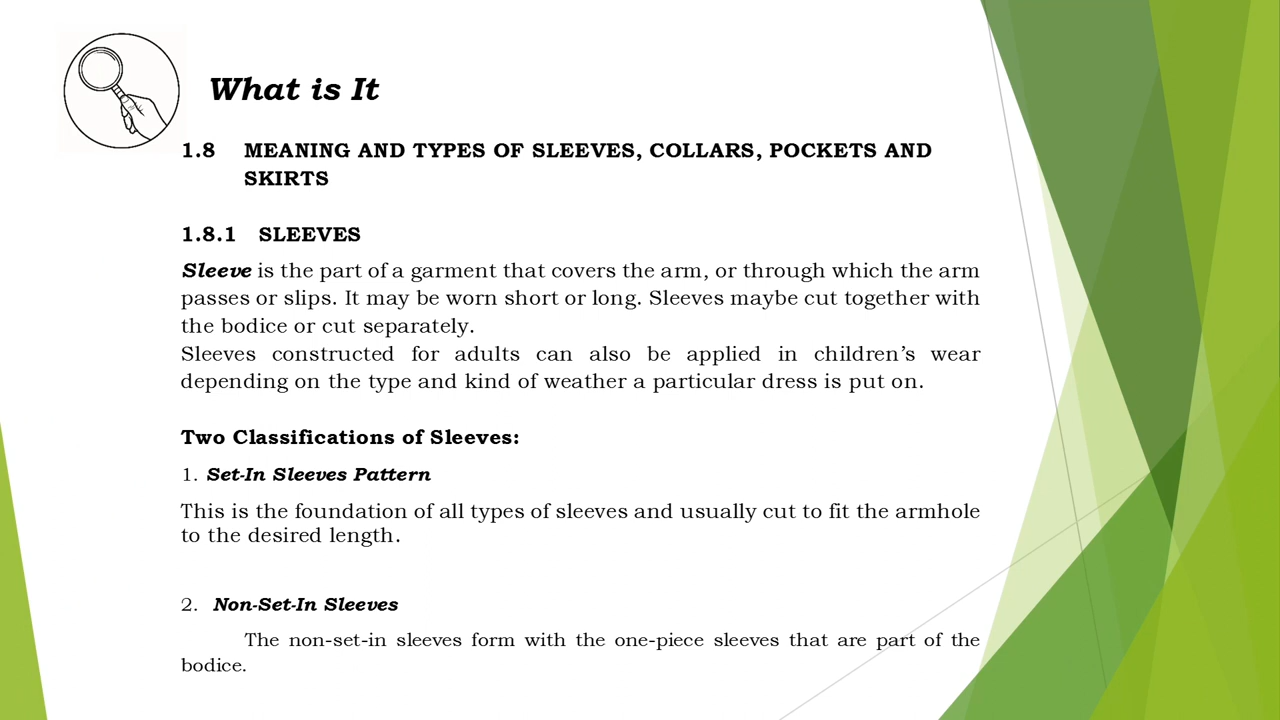 What is It
1.8 MEANING AND TYPES OF SLEEVES, COLLARS, POCKETS AND
SKIRTS
1.8.1 SLEEVES
Sleeve is the part of a garment that covers the arm, or through which the arm
passes or slips. It may be worn short or long. Sleeves maybe cut together with
the bodice or cut separately.
Sleeves constructed for adults can also be applied in children’s wear
depending on the type and kind of weather a particular dress is put on.
Two Classifications of Sleeves:
1. Set-In Sleeves Pattern
This is the foundation of all types of sleeves and usually cut to fit the armhole
to the desired length.
2. Non-Set-In Sleeves
The non-set-in sleeves form with the one-piece sleeves that are part of the
bodice.